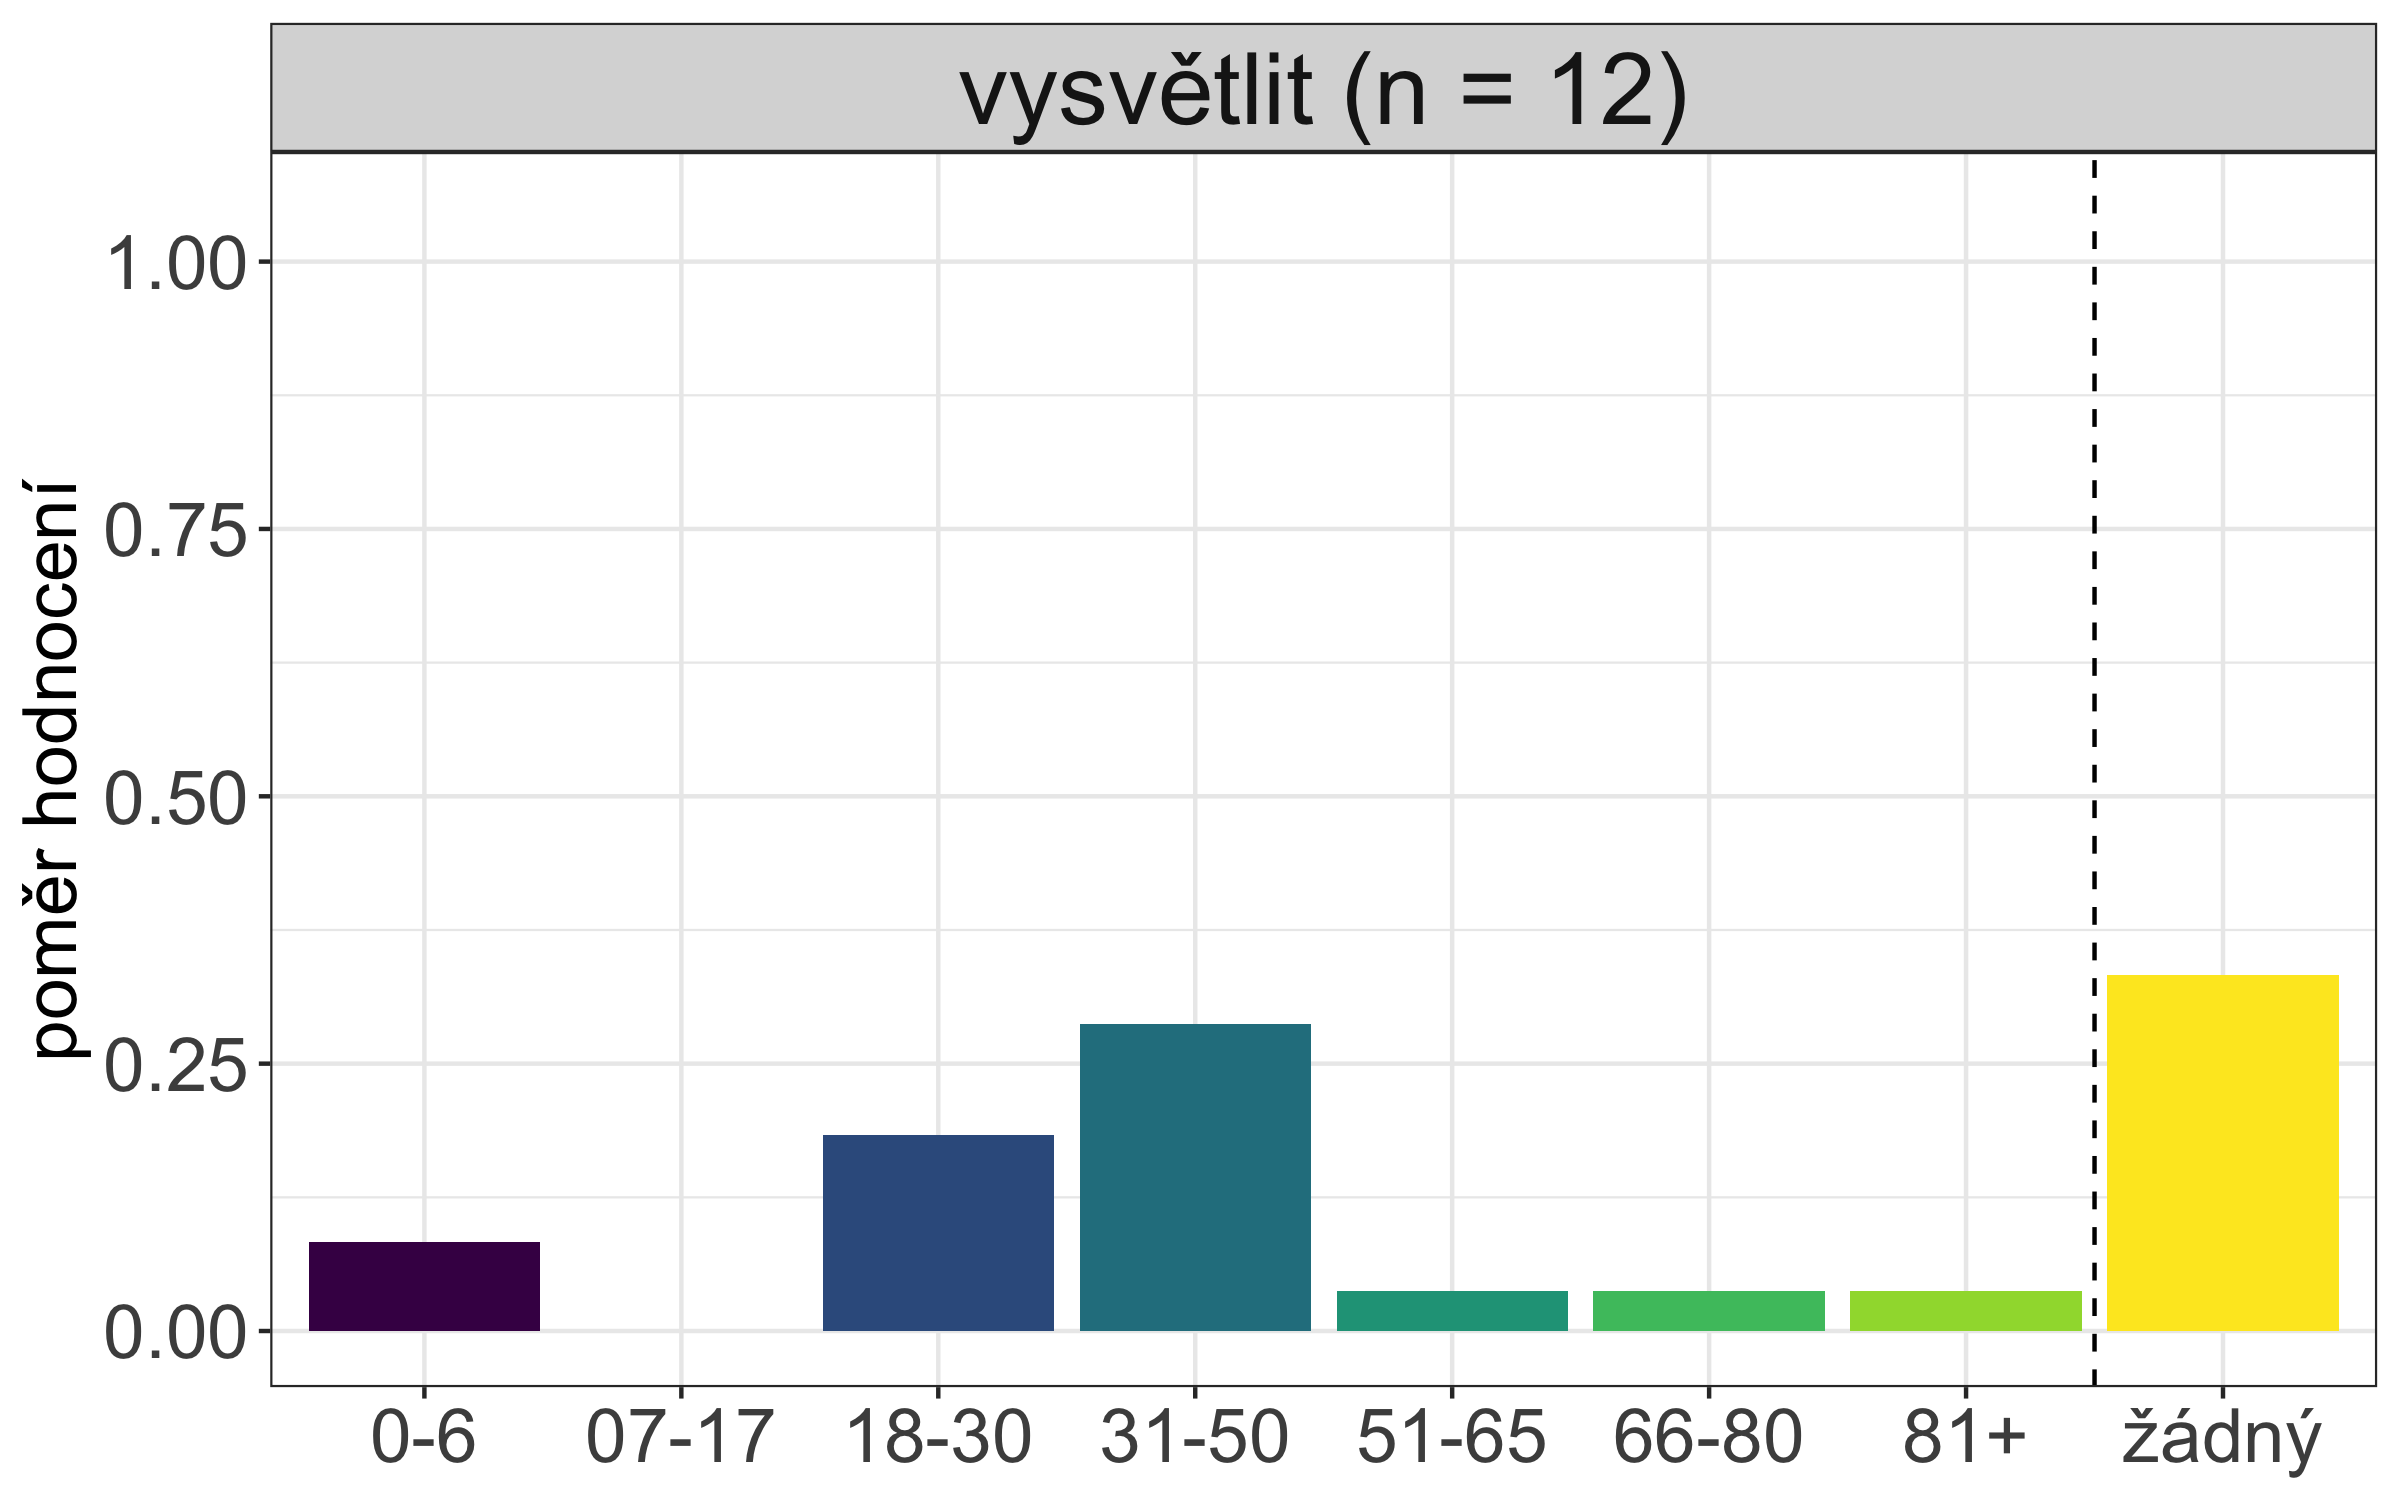 vysvětlit (n = 12)
poměr hodnocení
1.00
0.75
0.50
0.25
0.00
0-6 07-17 18-30 31-50 51-65 66-80 81+ žádný